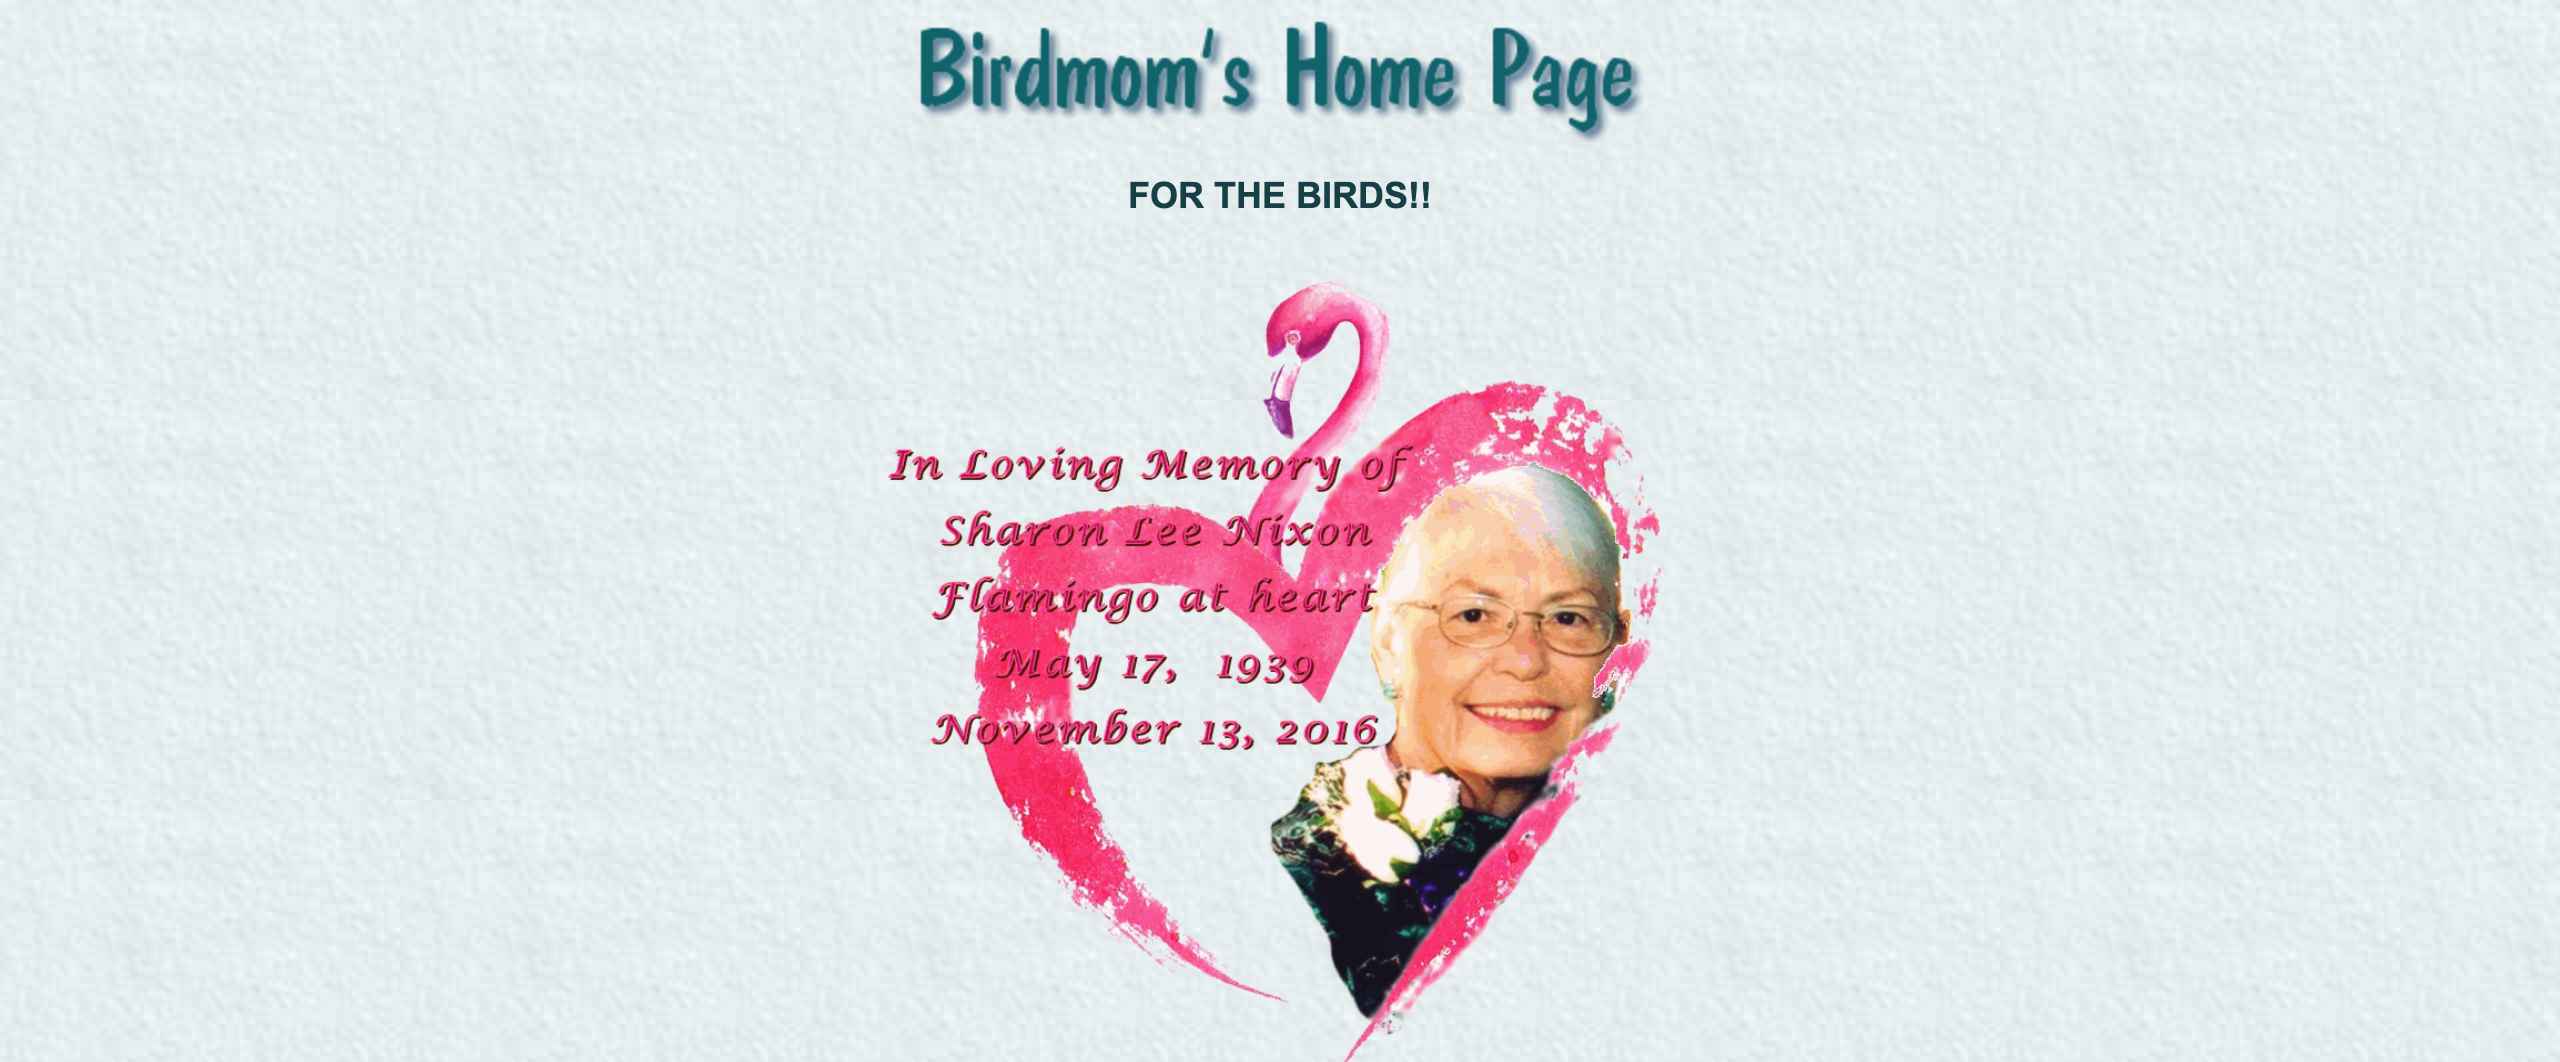 Birdmom's Home Page
FOR THE BIRDS!!
In Loving Memory of
Sharon Lee Nixon
Flamingo at heart
May 17, 1939
November 13, 2016